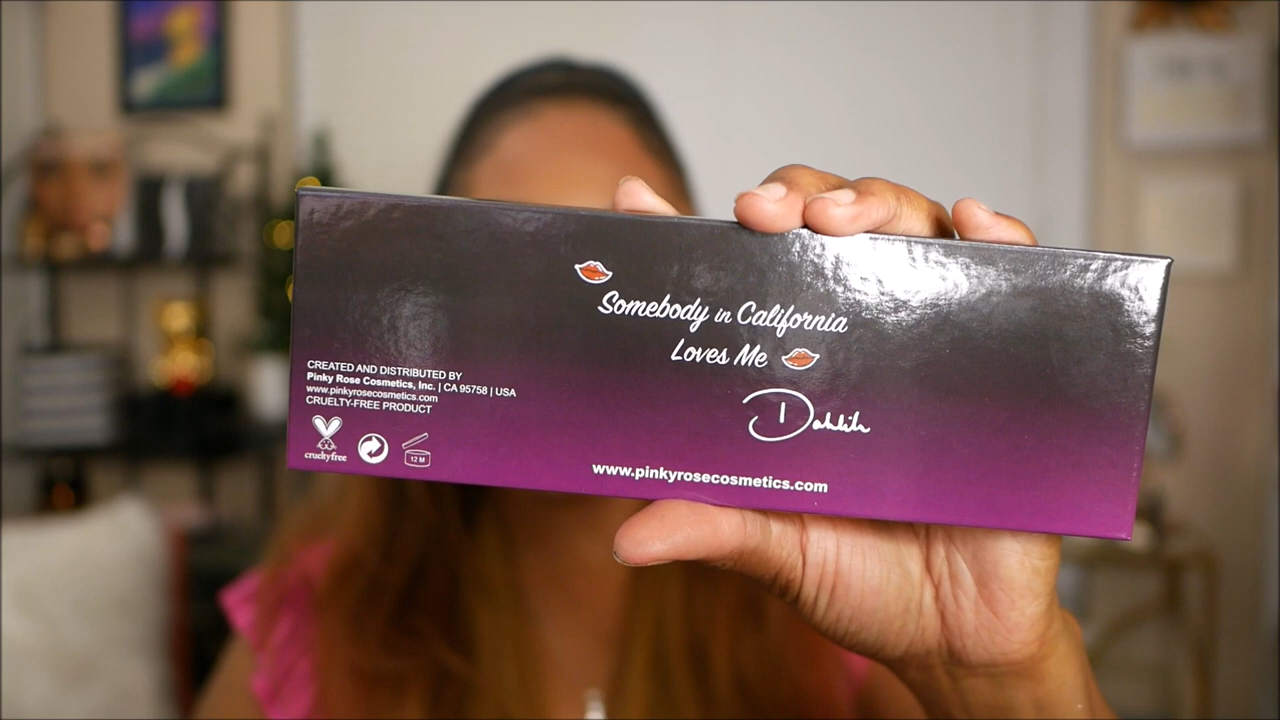 Somebody in California
Loves Me
Dahlih
CREATED AND DISTRIBUTED BY
Pinky Rose Cosmetics, Inc. | CA 95758 | USA
www.pinkyrosecosmetics.com
CRUELTY-FREE PRODUCT
crueltyfree
12 M
www.pinkyrosecosmetics.com